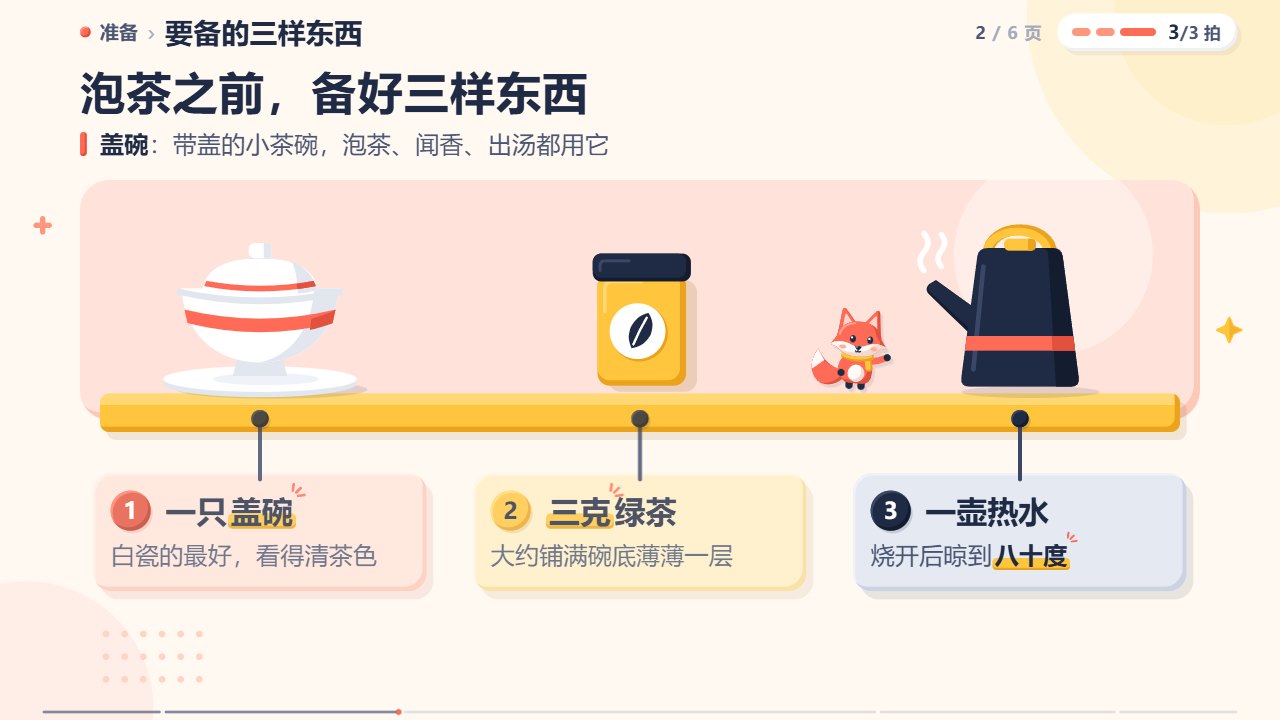 准备 › 要备的三样东西
2 / 6 页
3/3 拍
泡茶之前，备好三样东西
盖碗：带盖的小茶碗，泡茶、闻香、出汤都用它
1 一只盖碗
白瓷的最好，看得清茶色
2 三克绿茶
大约铺满碗底薄薄一层
3 一壶热水
烧开后晾到八十度